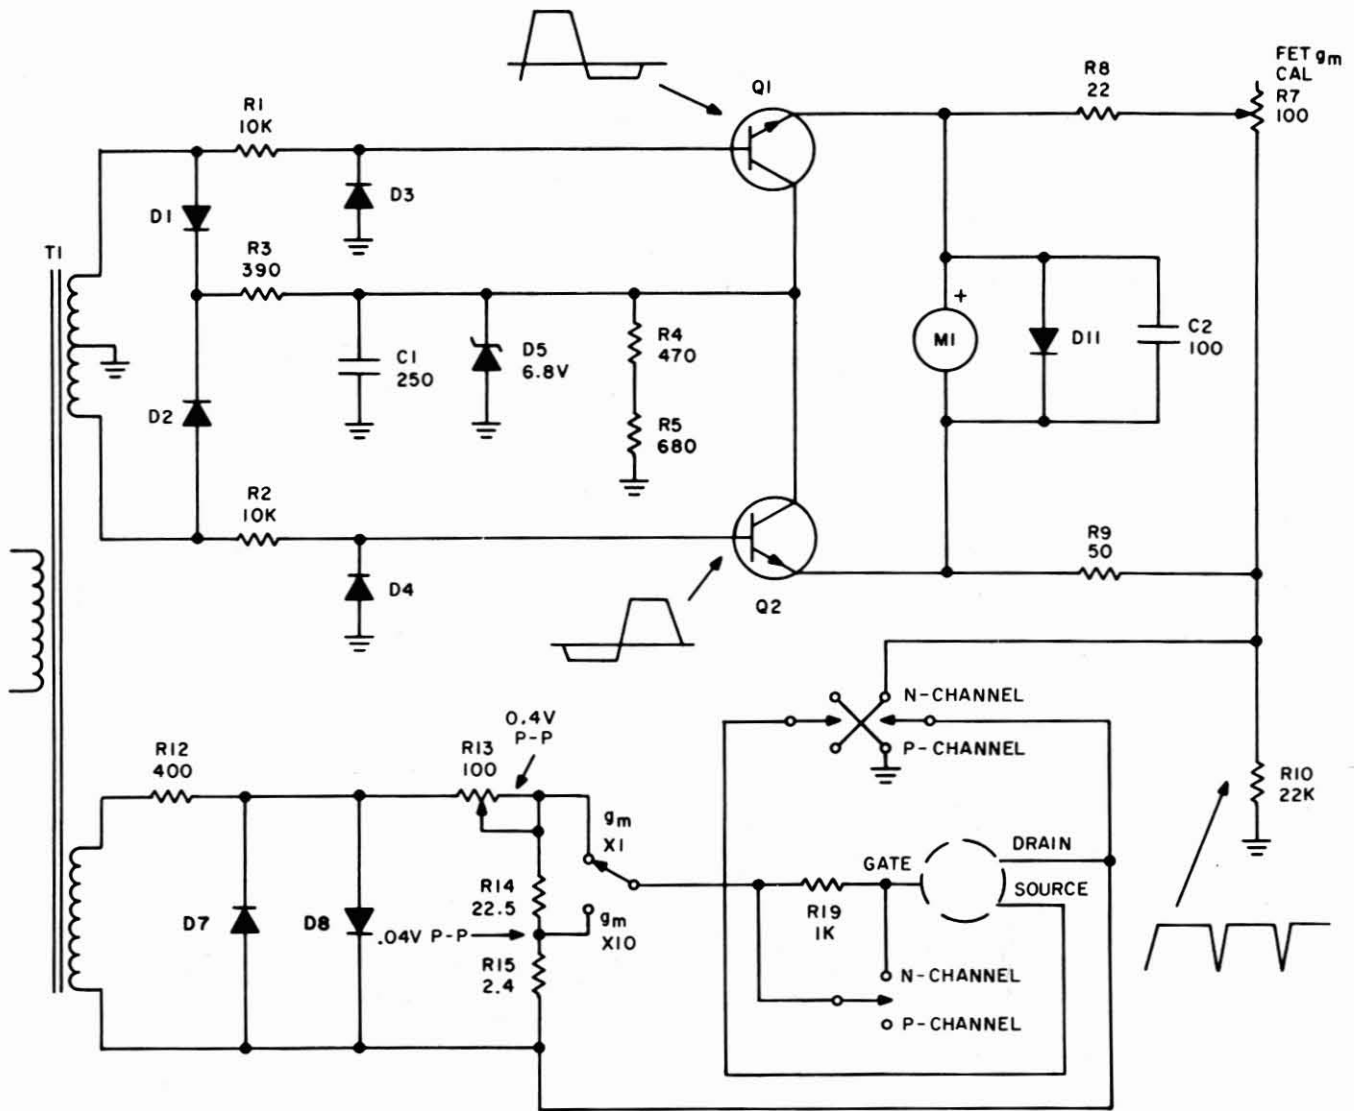 FET gm
CAL
R7
100
R8
22
Q1
R1
10K
D3
D1
T1
R3
390
C1
250
D5
6.8V
R4
470
R5
680
+
M1
D11
C2
100
D2
R2
10K
D4
Q2
R9
50
N-CHANNEL
P-CHANNEL
0.4V
P-P
R12
400
R13
100
gm
X1
R10
22K
GATE
DRAIN
SOURCE
R14
22.5
R19
1K
D7
D8
.04V P-P
gm
X10
R15
2.4
N-CHANNEL
P-CHANNEL